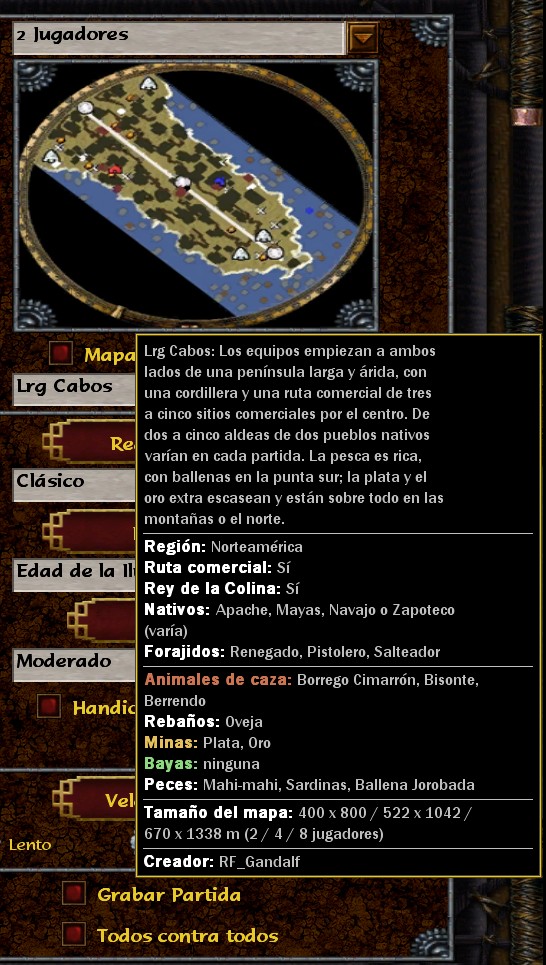 2 Jugadores
Mapa
Lrg Cabos
Re
Clásico
Edad de la Il
Moderado
Handic
Vel
Lento
Lrg Cabos: Los equipos empiezan a ambos
lados de una península larga y árida, con
una cordillera y una ruta comercial de tres
a cinco sitios comerciales por el centro. De
dos a cinco aldeas de dos pueblos nativos
varían en cada partida. La pesca es rica,
con ballenas en la punta sur; la plata y el
oro extra escasean y están sobre todo en las
montañas o el norte.
Región: Norteamérica
Ruta comercial: Sí
Rey de la Colina: Sí
Nativos: Apache, Mayas, Navajo o Zapoteco
(varía)
Forajidos: Renegado, Pistolero, Salteador
Animales de caza: Borrego Cimarrón, Bisonte,
Berrendo
Rebaños: Oveja
Minas: Plata, Oro
Bayas: ninguna
Peces: Mahi-mahi, Sardinas, Ballena Jorobada
Tamaño del mapa: 400 x 800 / 522 x 1042 /
670 x 1338 m (2 / 4 / 8 jugadores)
Creador: RF_Gandalf
Grabar Partida
Todos contra todos